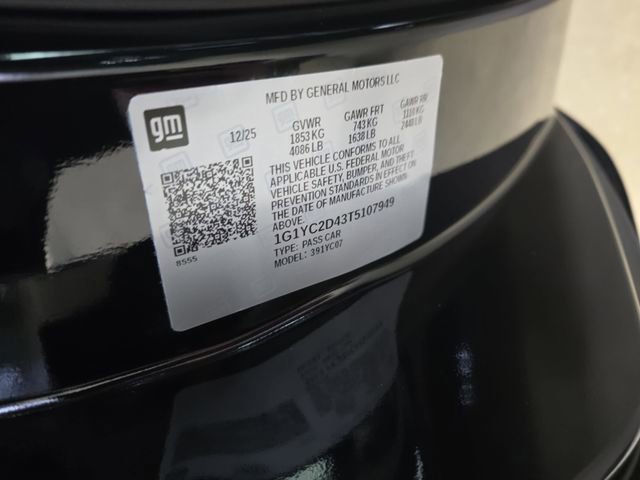 MFD BY GENERAL MOTORS LLC
gm
12/25
GVWR
1853 KG
4086 LB
GAWR FRT
743 KG
1638 LB
GAWR RR
1110 KG
2448 LB
THIS VEHICLE CONFORMS TO ALL
APPLICABLE U.S. FEDERAL MOTOR
VEHICLE SAFETY, BUMPER, AND THEFT
PREVENTION STANDARDS IN EFFECT ON
THE DATE OF MANUFACTURE SHOWN
ABOVE.
1G1YC2D43T5107949
TYPE: PASS CAR
MODEL: 391YC07
8555